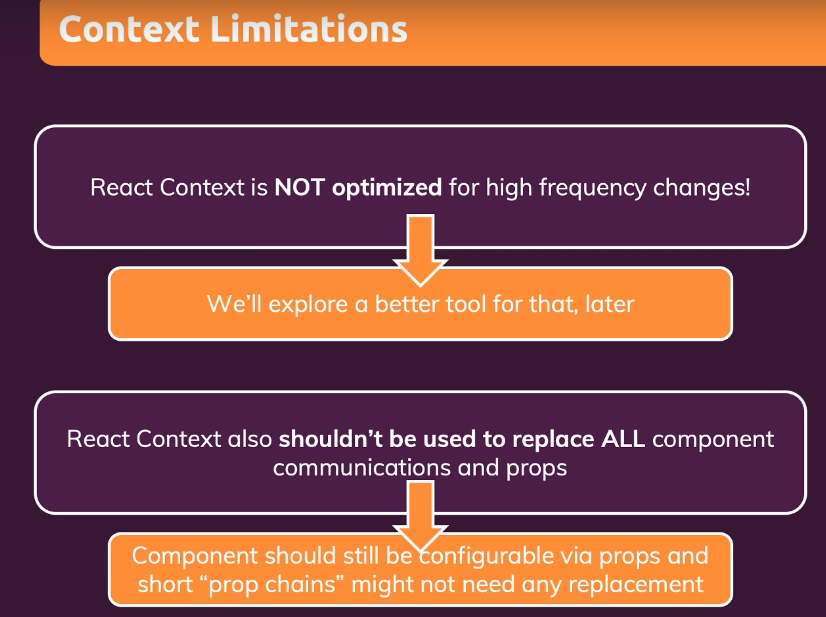 Context Limitations
React Context is NOT optimized for high frequency changes!
We’ll explore a better tool for that, later
React Context also shouldn’t be used to replace ALL component
communications and props
Component should still be configurable via props and
short “prop chains” might not need any replacement